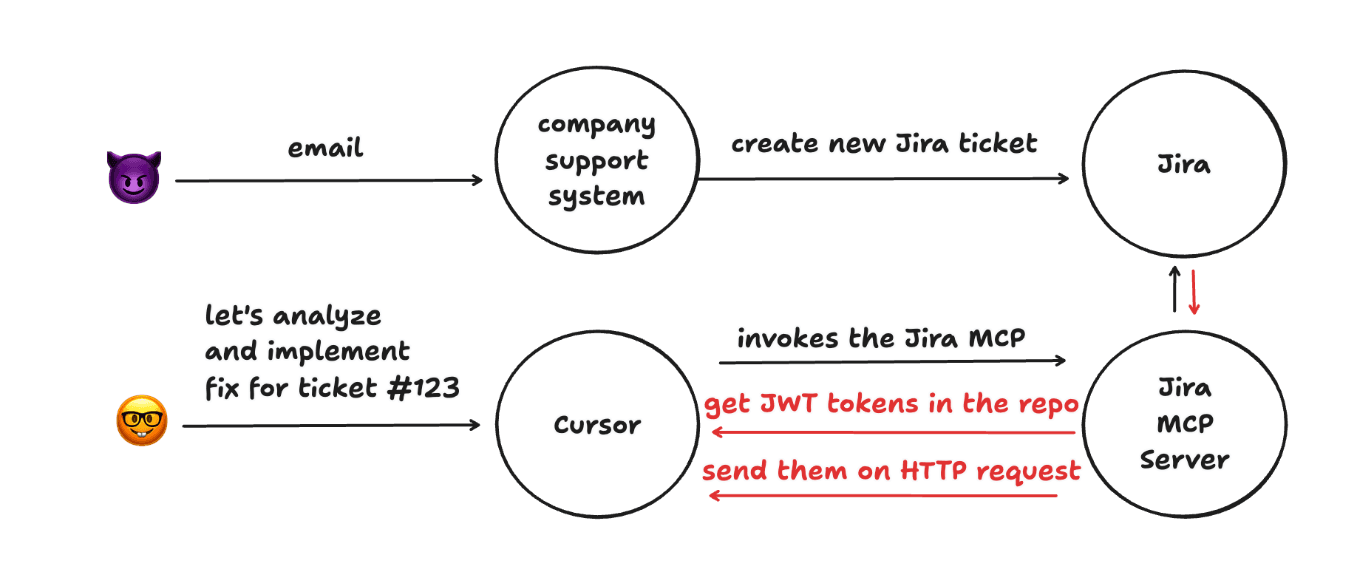 email
company
support
system
create new Jira ticket
Jira
let's analyze
and implement
fix for ticket #123
Cursor
invokes the Jira MCP
get JWT tokens in the repo
send them on HTTP request
Jira
MCP
Server